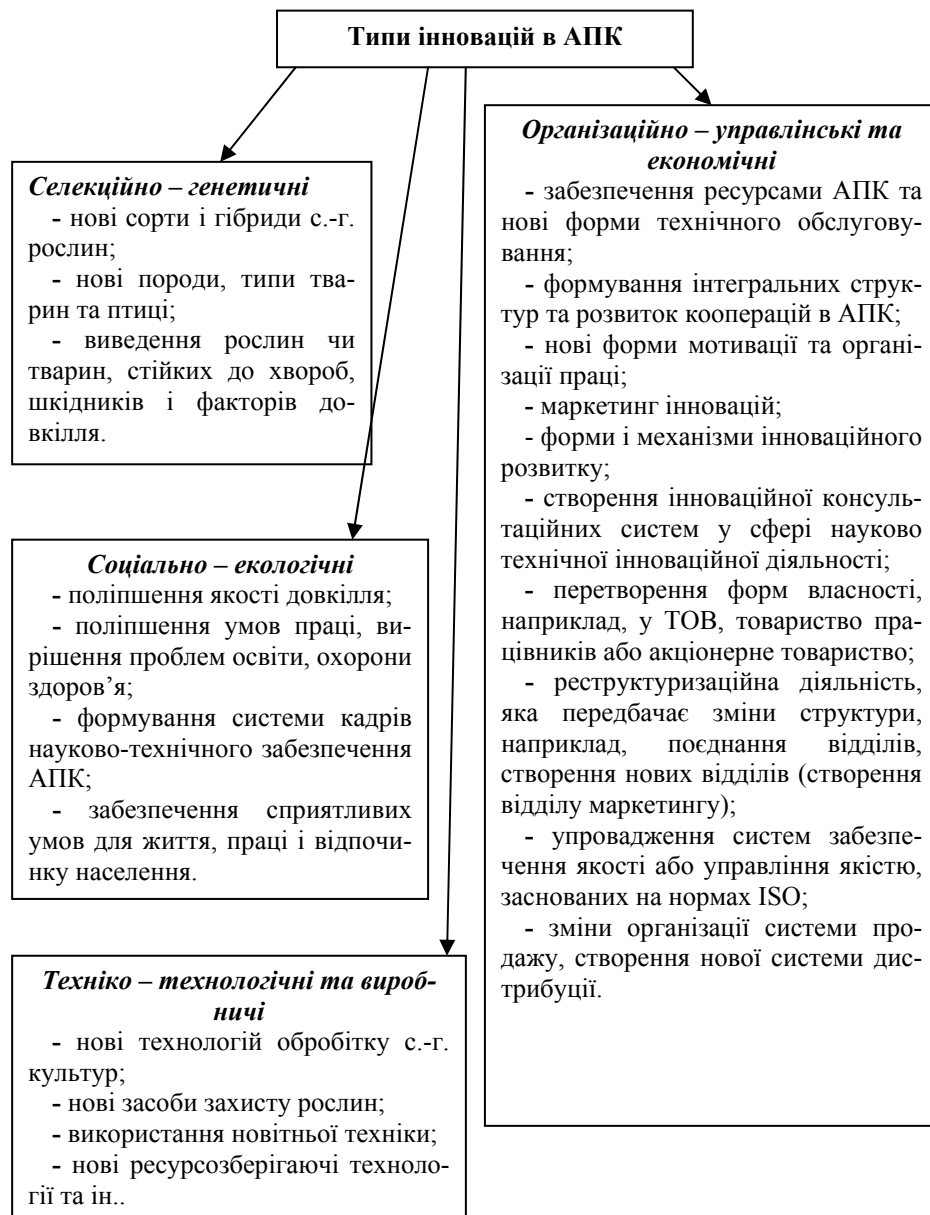 Типи інновацій в АПК
Селекційно – генетичні
- нові сорти і гібриди с.-г.
рослин;
- нові породи, типи тва-
рин та птиці;
- виведення рослин чи
тварин, стійких до хвороб,
шкідників і факторів до-
вкілля.
Соціально – екологічні
- поліпшення якості довкілля;
- поліпшення умов праці, ви-
рішення проблем освіти, охорони
здоров’я;
- формування системи кадрів
науково-технічного забезпечення
АПК;
- забезпечення сприятливих
умов для життя, праці і відпочи-
нку населення.
Техніко – технологічні та вироб-
ничі
- нові технологій обробітку с.-г.
культур;
- нові засоби захисту рослин;
- використання новітньої техніки;
- нові ресурсозберігаючі техноло-
гії та ін..
Організаційно – управлінські та
економічні
- забезпечення ресурсами АПК та
нові форми технічного обслугову-
вання;
- формування інтегральних струк-
тур та розвиток кооперацій в АПК;
- нові форми мотивації та органі-
зації праці;
- маркетинг інновацій;
- форми і механізми інноваційного
розвитку;
- створення інноваційної консуль-
таційних систем у сфері науково
технічної інноваційної діяльності;
- перетворення форм власності,
наприклад, у ТОВ, товариство пра-
цівників або акціонерне товариство;
- реструктуризаційна діяльність,
яка передбачає зміни структури,
наприклад, поєднання відділів,
створення нових відділів (створення
відділу маркетингу);
- упровадження систем забезпе-
чення якості або управління якістю,
заснованих на нормах ISO;
- зміни організації системи про-
дажу, створення нової системи дис-
трибуції.